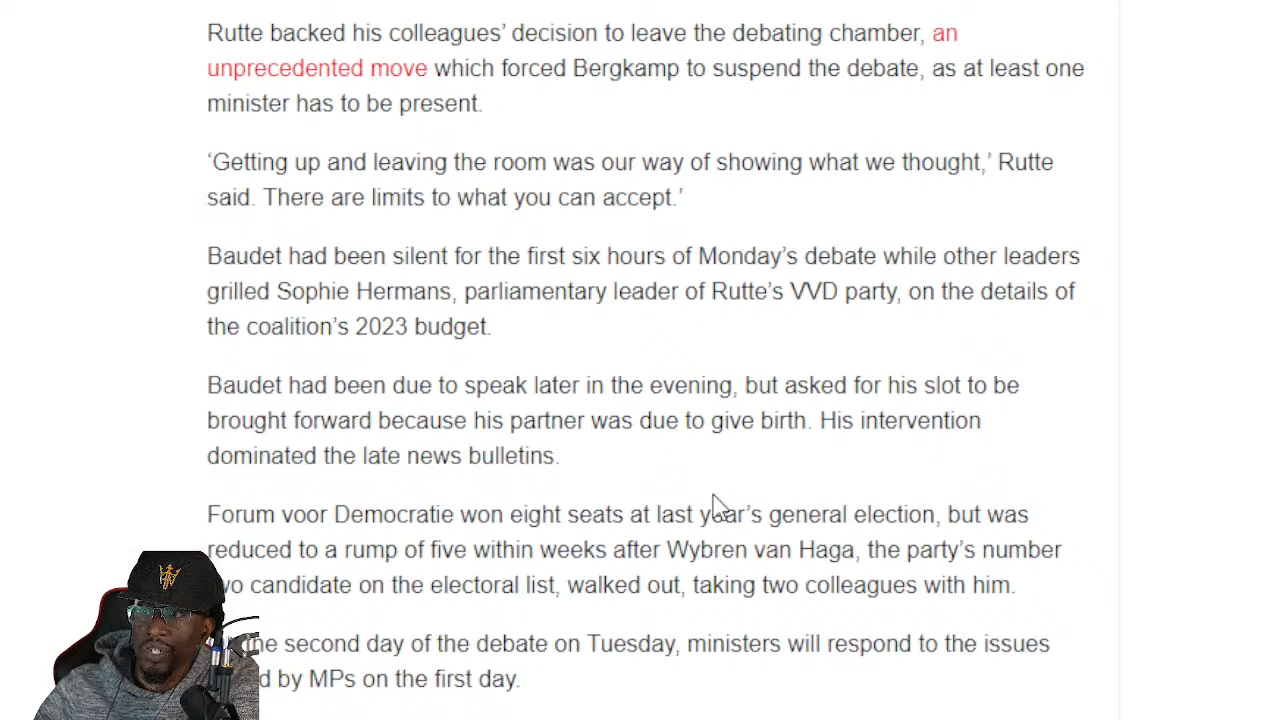 Rutte backed his colleagues’ decision to leave the debating chamber, an
unprecedented move which forced Bergkamp to suspend the debate, as at least one
minister has to be present.
‘Getting up and leaving the room was our way of showing what we thought,’ Rutte
said. There are limits to what you can accept.’
Baudet had been silent for the first six hours of Monday’s debate while other leaders
grilled Sophie Hermans, parliamentary leader of Rutte’s VVD party, on the details of
the coalition’s 2023 budget.
Baudet had been due to speak later in the evening, but asked for his slot to be
brought forward because his partner was due to give birth. His intervention
dominated the late news bulletins.
Forum voor Democratie won eight seats at last year’s general election, but was
reduced to a rump of five within weeks after Wybren van Haga, the party’s number
candidate on the electoral list, walked out, taking two colleagues with him.
the second day of the debate on Tuesday, ministers will respond to the issues
by MPs on the first day.